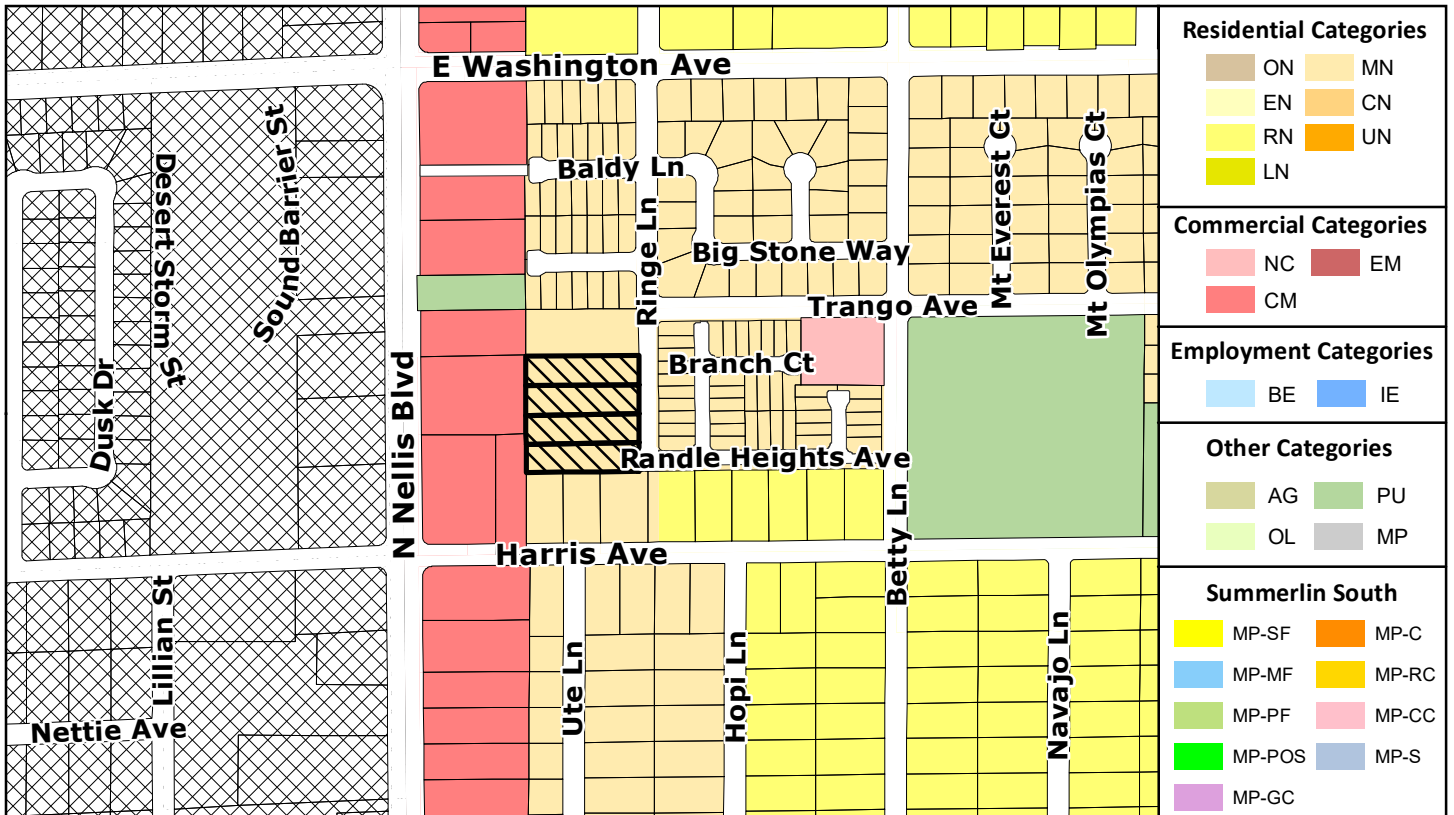 E Washington Ave
Baldy Ln
Desert Storm St
Sound Barrier St
Ringe Ln
Big Stone Way
Mt Everest Ct
Mt Olympias Ct
Trango Ave
Branch Ct
Dusk Dr
N Nellis Blvd
Randle Heights Ave
Betty Ln
Harris Ave
Lillian St
Nettie Ave
Ute Ln
Hopi Ln
Navajo Ln
Residential Categories
ON MN
EN CN
RN UN
LN
Commercial Categories
NC EM
CM
Employment Categories
BE IE
Other Categories
AG PU
OL MP
Summerlin South
MP-SF MP-C
MP-MF MP-RC
MP-PF MP-CC
MP-POS MP-S
MP-GC